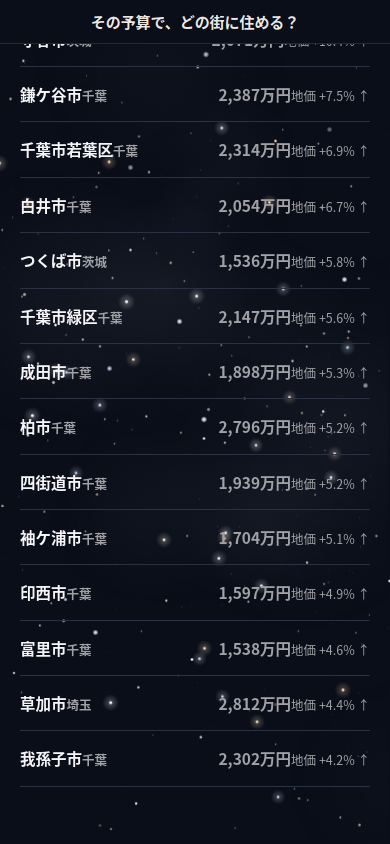 その予算で、どの街に住める？
鎌ケ谷市千葉 2,387万円地価 +7.5% ↑
千葉市若葉区千葉 2,314万円地価 +6.9% ↑
白井市千葉 2,054万円地価 +6.7% ↑
つくば市茨城 1,536万円地価 +5.8% ↑
千葉市緑区千葉 2,147万円地価 +5.6% ↑
成田市千葉 1,898万円地価 +5.3% ↑
柏市千葉 2,796万円地価 +5.2% ↑
四街道市千葉 1,939万円地価 +5.2% ↑
袖ケ浦市千葉 1,704万円地価 +5.1% ↑
印西市千葉 1,597万円地価 +4.9% ↑
富里市千葉 1,538万円地価 +4.6% ↑
草加市埼玉 2,812万円地価 +4.4% ↑
我孫子市千葉 2,302万円地価 +4.2% ↑